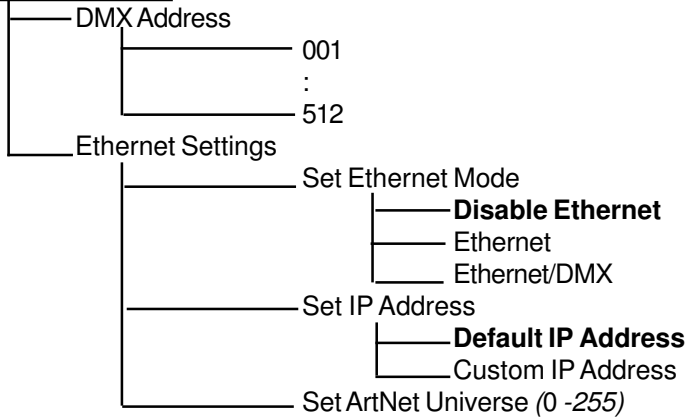 DMX Address
001
:
512
Ethernet Settings
Set Ethernet Mode
Disable Ethernet
Ethernet
Ethernet/DMX
Set IP Address
Default IP Address
Custom IP Address
Set ArtNet Universe (0 -255)